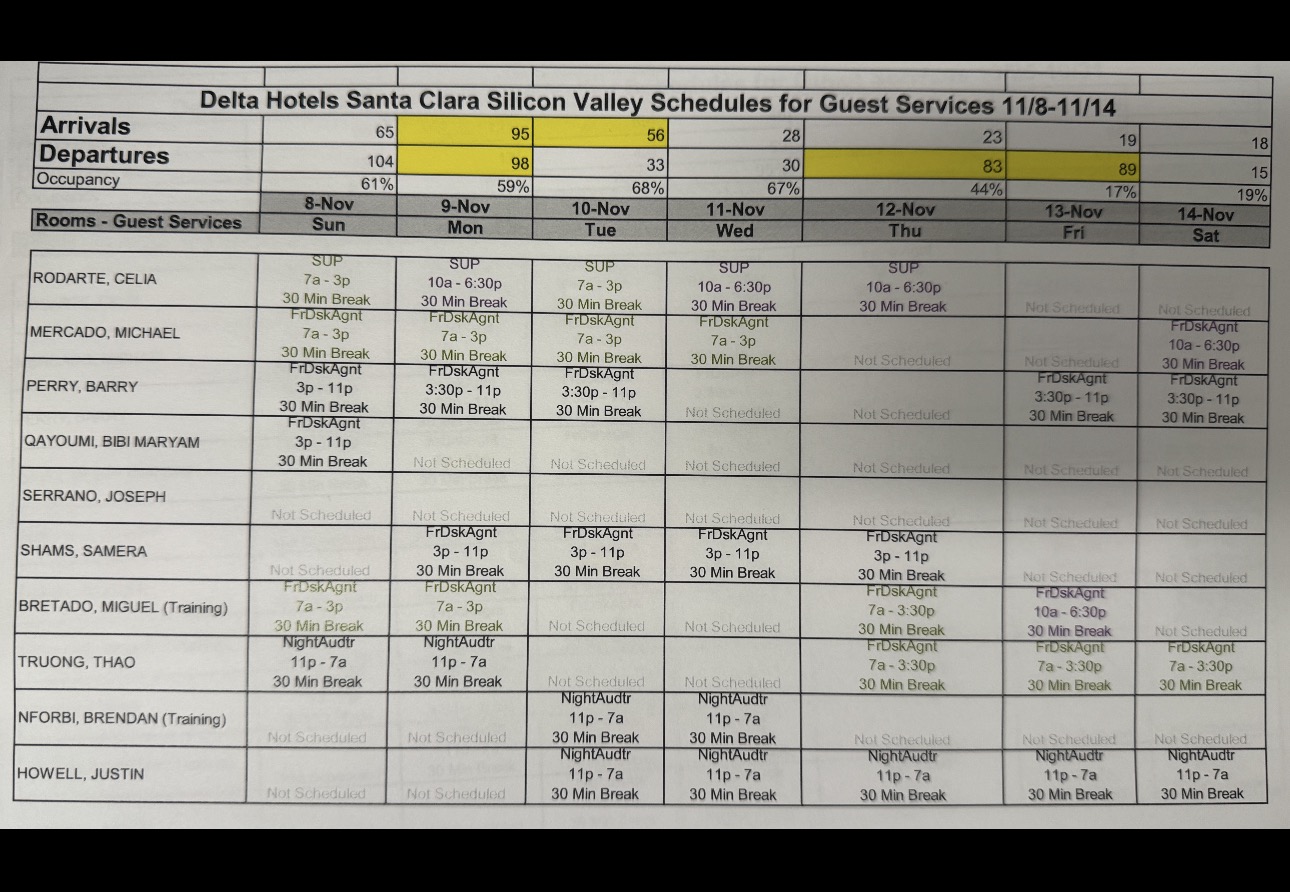 Delta Hotels Santa Clara Silicon Valley Schedules for Guest Services 11/8-11/14
Arrivals 65 95 56 28 23 19 18
Departures 104 98 33 30 83 89 15
Occupancy 61% 59% 68% 67% 44% 17% 19%
8-Nov 9-Nov 10-Nov 11-Nov 12-Nov 13-Nov 14-Nov
Rooms - Guest Services Sun Mon Tue Wed Thu Fri Sat
SUP SUP SUP SUP SUP
RODARTE, CELIA 7a - 3p 10a - 6:30p 7a - 3p 10a - 6:30p 10a - 6:30p
30 Min Break 30 Min Break 30 Min Break 30 Min Break 30 Min Break Not Scheduled Not Scheduled
FrDskAgnt FrDskAgnt FrDskAgnt FrDskAgnt FrDskAgnt
MERCADO, MICHAEL 7a - 3p 7a - 3p 7a - 3p 7a - 3p 10a - 6:30p
30 Min Break 30 Min Break 30 Min Break 30 Min Break Not Scheduled Not Scheduled 30 Min Break
FrDskAgnt FrDskAgnt FrDskAgnt FrDskAgnt FrDskAgnt
PERRY, BARRY 3p - 11p 3:30p - 11p 3:30p - 11p 3:30p - 11p 3:30p - 11p
30 Min Break 30 Min Break 30 Min Break Not Scheduled Not Scheduled 30 Min Break 30 Min Break
FrDskAgnt
QAYOUMI, BIBI MARYAM 3p - 11p
30 Min Break Not Scheduled Not Scheduled Not Scheduled Not Scheduled Not Scheduled Not Scheduled
SERRANO, JOSEPH
Not Scheduled Not Scheduled Not Scheduled Not Scheduled Not Scheduled Not Scheduled Not Scheduled
FrDskAgnt FrDskAgnt FrDskAgnt FrDskAgnt
SHAMS, SAMERA 3p - 11p 3p - 11p 3p - 11p 3p - 11p
Not Scheduled 30 Min Break 30 Min Break 30 Min Break 30 Min Break Not Scheduled Not Scheduled
FrDskAgnt FrDskAgnt FrDskAgnt FrDskAgnt
BRETADO, MIGUEL (Training) 7a - 3p 7a - 3p 7a - 3:30p 10a - 6:30p
30 Min Break 30 Min Break Not Scheduled Not Scheduled 30 Min Break 30 Min Break Not Scheduled
NightAudtr NightAudtr FrDskAgnt FrDskAgnt FrDskAgnt
TRUONG, THAO 11p - 7a 11p - 7a 7a - 3:30p 7a - 3:30p 7a - 3:30p
30 Min Break 30 Min Break Not Scheduled Not Scheduled 30 Min Break 30 Min Break 30 Min Break
NightAudtr NightAudtr
NFORBI, BRENDAN (Training) 11p - 7a 11p - 7a
Not Scheduled Not Scheduled 30 Min Break 30 Min Break Not Scheduled Not Scheduled Not Scheduled
NightAudtr NightAudtr NightAudtr NightAudtr NightAudtr
HOWELL, JUSTIN 11p - 7a 11p - 7a 11p - 7a 11p - 7a 11p - 7a
Not Scheduled Not Scheduled 30 Min Break 30 Min Break 30 Min Break 30 Min Break 30 Min Break